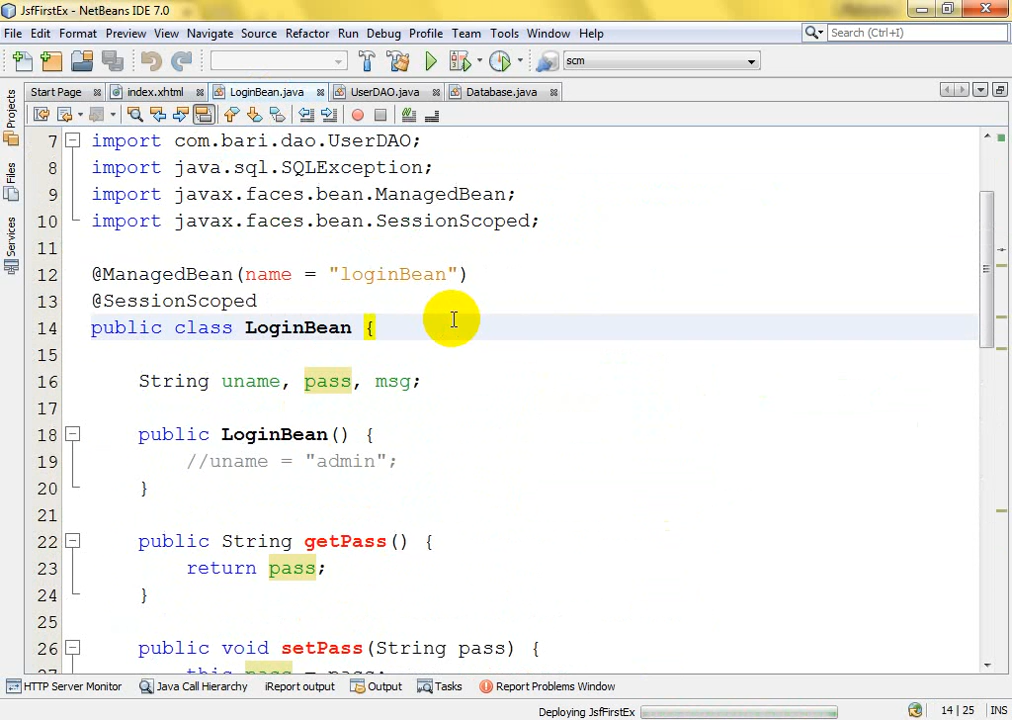 JsfFirstEx - NetBeans IDE 7.0
File Edit Format Preview View Navigate Source Refactor Run Debug Profile Team Tools Window Help Search (Ctrl+I)
scm
Start Page index.xhtml LoginBean.java UserDAO.java Database.java
Projects
Files
Services
7 import com.bari.dao.UserDAO;
8 import java.sql.SQLException;
9 import javax.faces.bean.ManagedBean;
10 import javax.faces.bean.SessionScoped;
11
12 @ManagedBean(name = "loginBean")
13 @SessionScoped
14 public class LoginBean {
15
16 String uname, pass, msg;
17
18 public LoginBean() {
19 //uname = "admin";
20 }
21
22 public String getPass() {
23 return pass;
24 }
25
26 public void setPass(String pass) {
27 this.pass = pass;
HTTP Server Monitor Java Call Hierarchy iReport output Output Tasks Report Problems Window
Deploying JsfFirstEx 14 | 25 INS